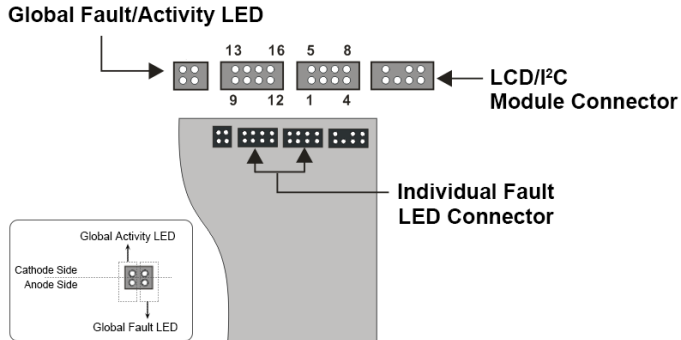 Global Fault/Activity LED
13 16 5 8
9 12 1 4
LCD/I²C
Module Connector
Individual Fault
LED Connector
Global Activity LED
Cathode Side
Anode Side
Global Fault LED